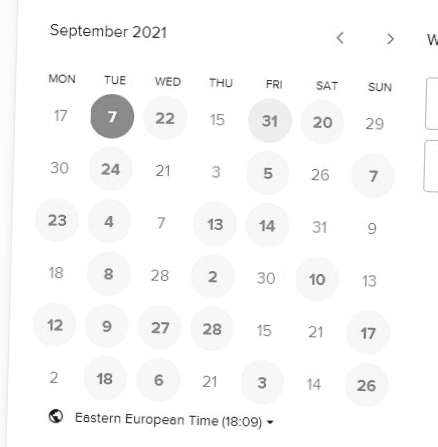 September 2021
W
MON TUE WED THU FRI SAT SUN
17 7 22 15 31 20 29
30 24 21 3 5 26 7
23 4 7 13 14 31 9
18 8 28 2 30 10 13
12 9 27 28 15 21 17
2 18 6 21 3 14 26
Eastern European Time (18:09)